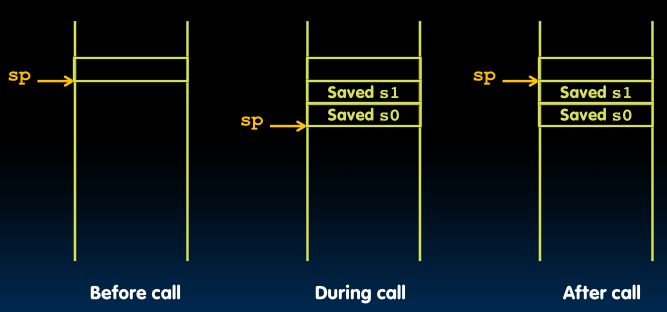 sp
Before call
sp
Saved s1
Saved s0
During call
sp
Saved s1
Saved s0
After call